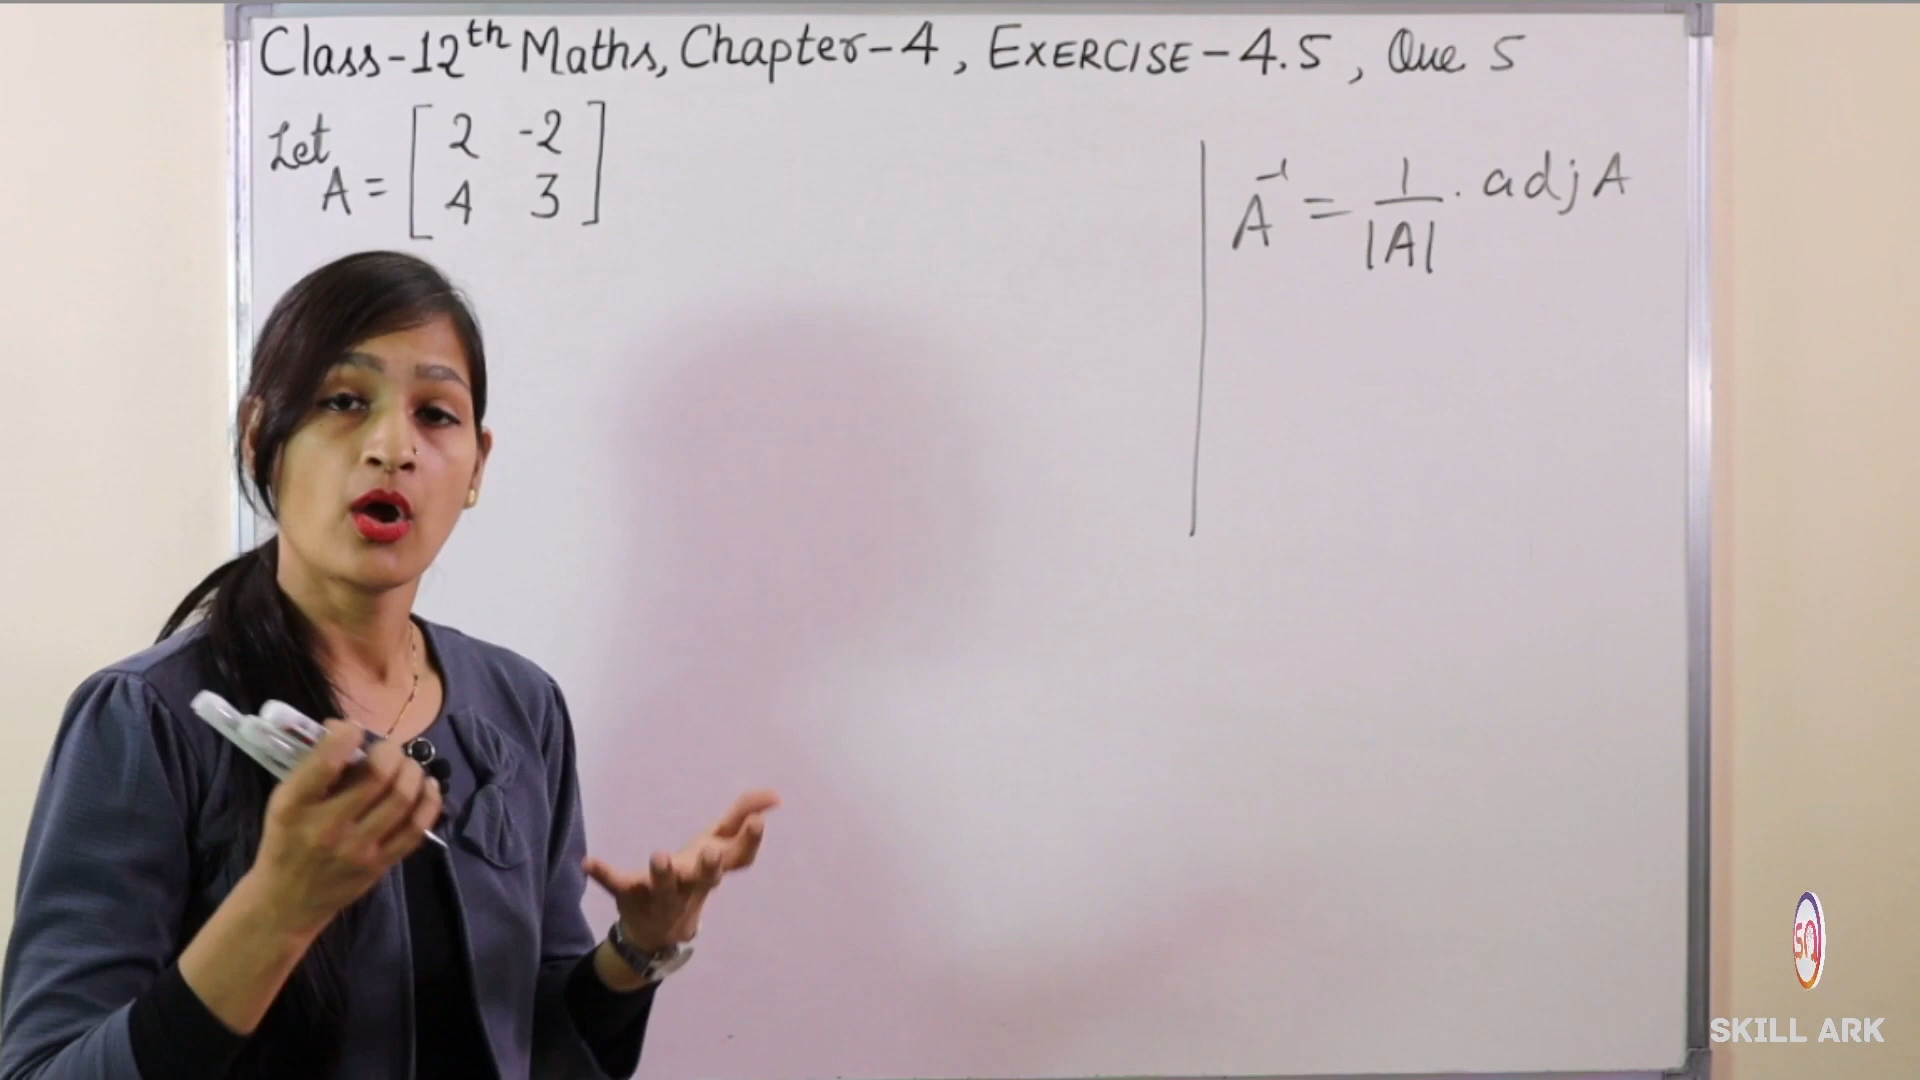 Class-12th Maths, Chapter-4, EXERCISE-4.5, Que 5
Let
A = [ 2 -2
4 3 ]
A⁻¹ = 1/|A| . adj A
SKILL ARK